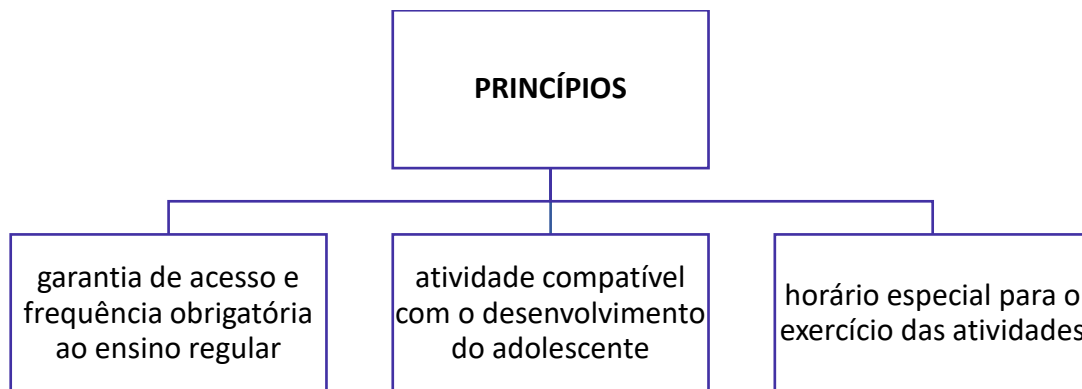 PRINCÍPIOS
garantia de acesso e
frequência obrigatória
ao ensino regular
atividade compatível
com o desenvolvimento
do adolescente
horário especial para o
exercício das atividades